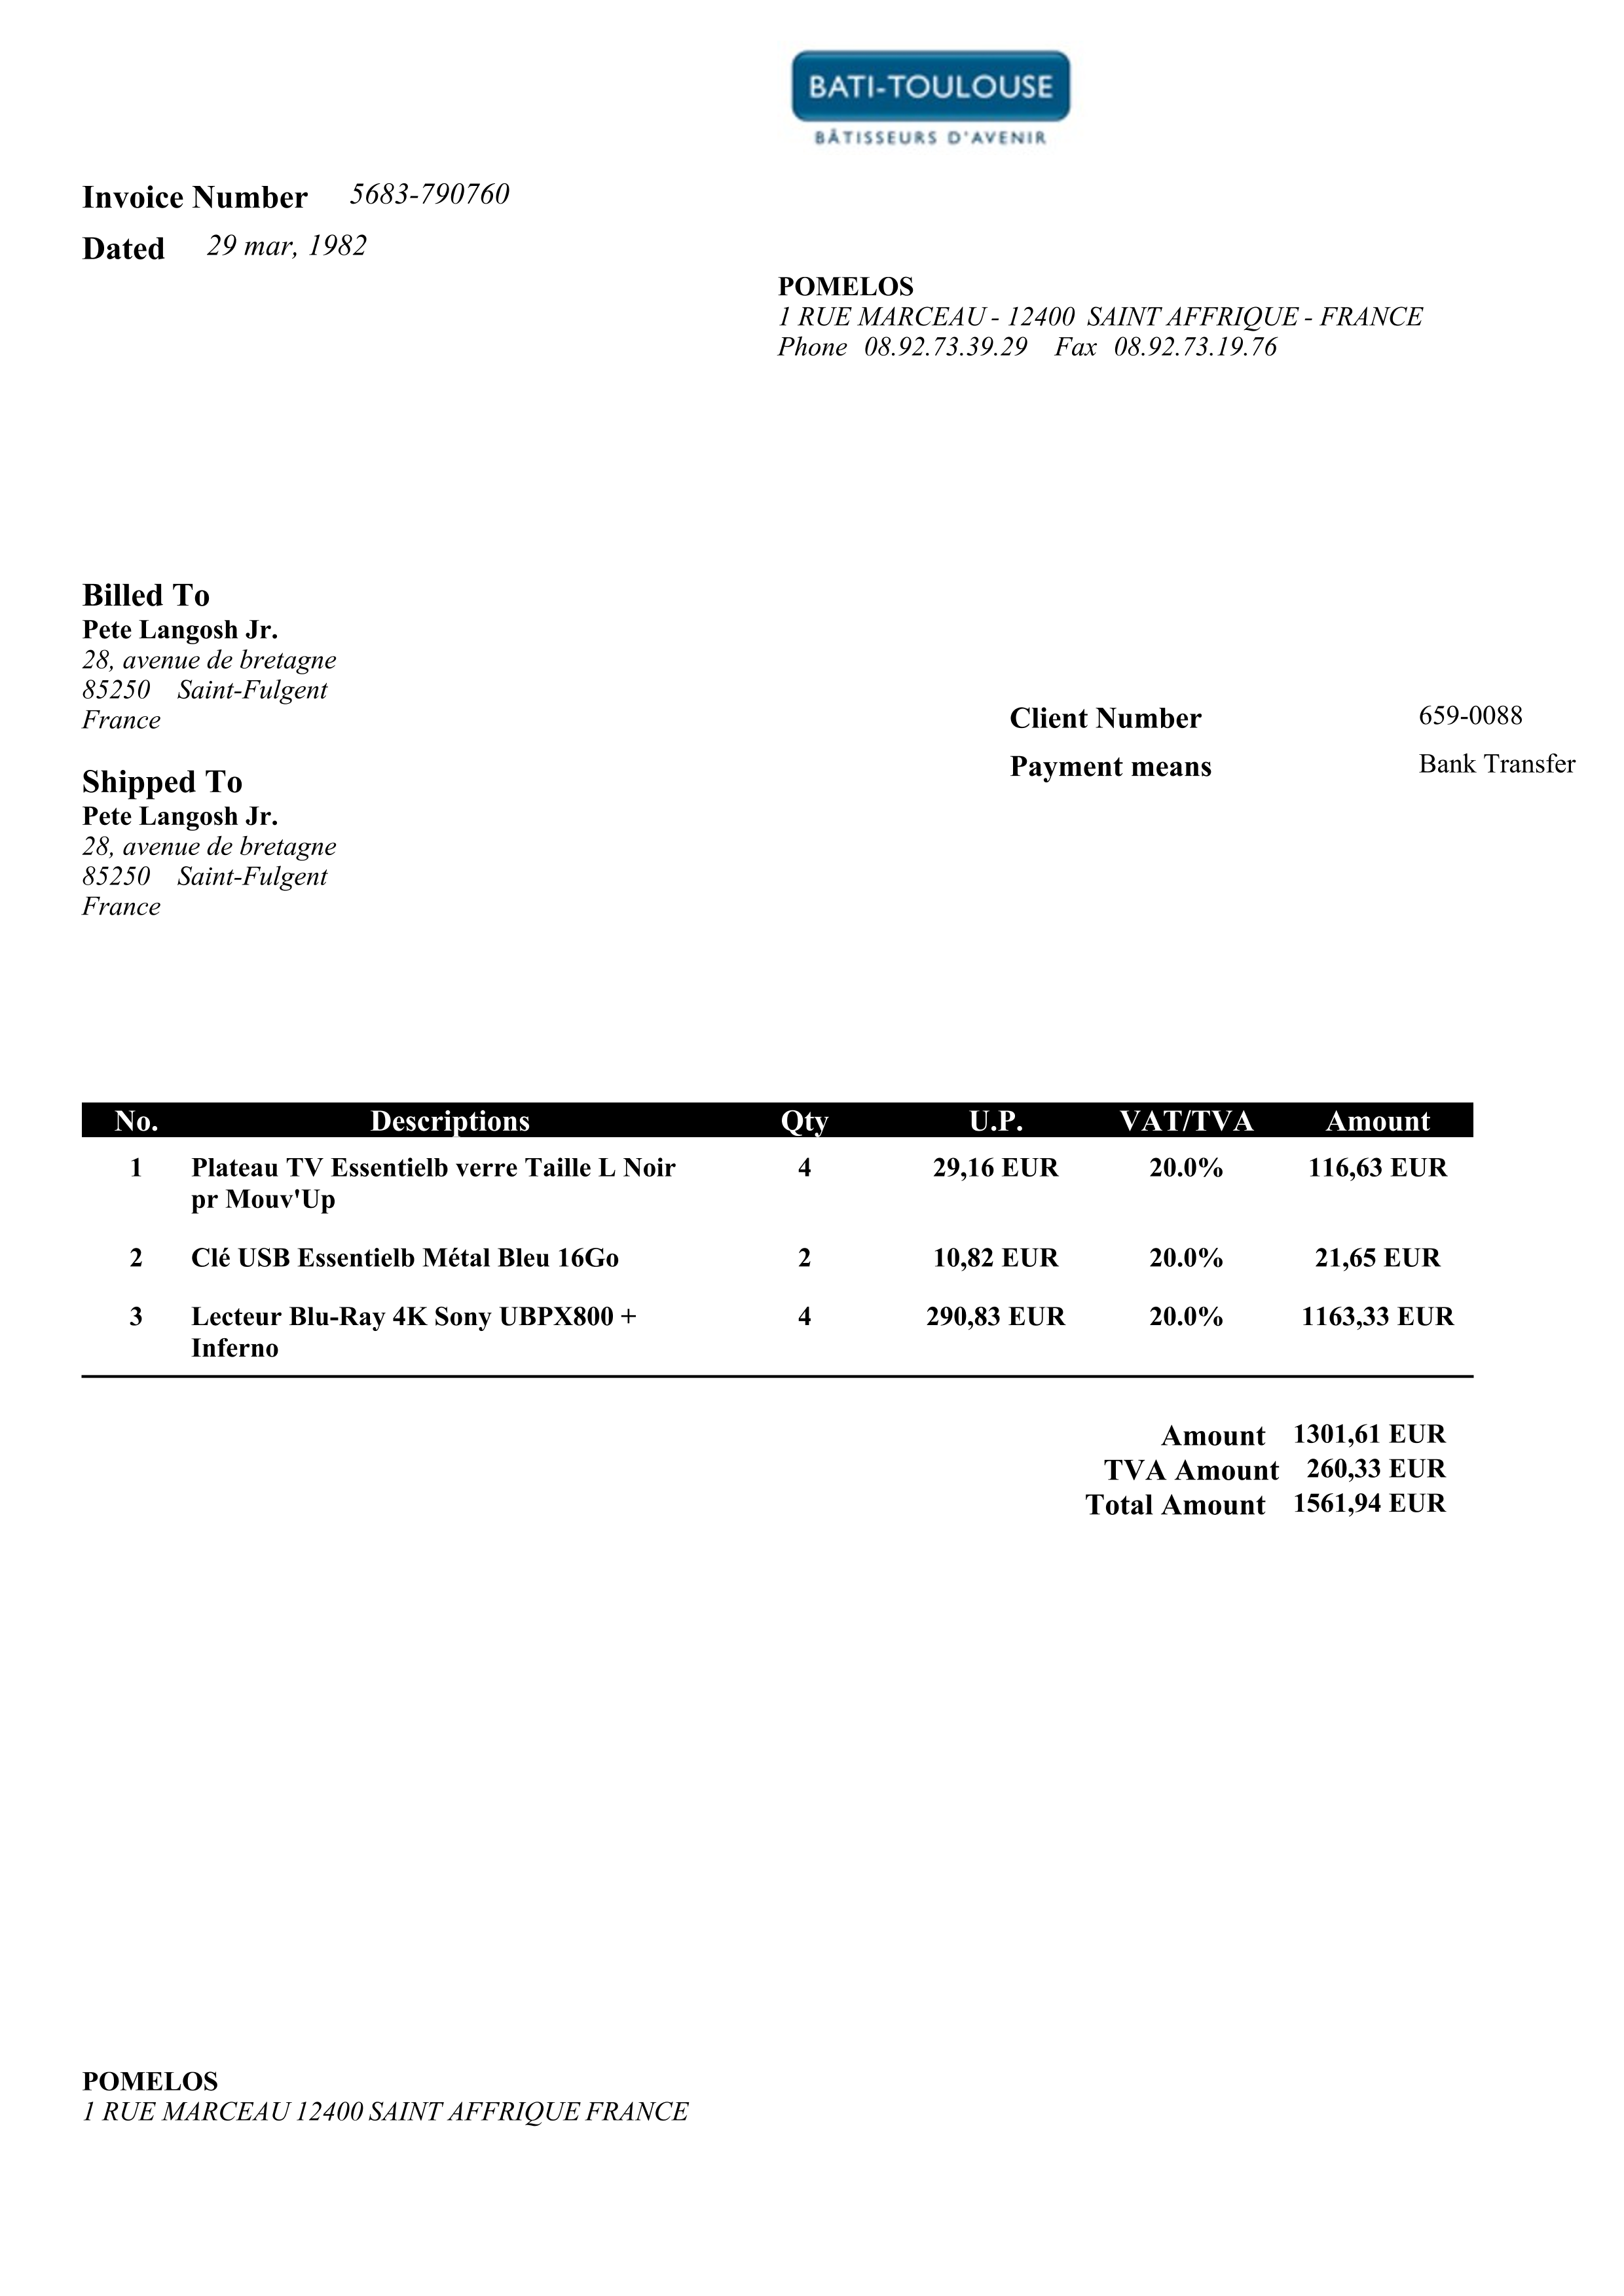 BATI-TOULOUSE
BÂTISSEURS D'AVENIR
Invoice Number 5683-790760
Dated 29 mar, 1982
POMELOS
1 RUE MARCEAU - 12400 SAINT AFFRIQUE - FRANCE
Phone 08.92.73.39.29 Fax 08.92.73.19.76
Billed To
Pete Langosh Jr.
28, avenue de bretagne
85250 Saint-Fulgent
France
Client Number 659-0088
Payment means Bank Transfer
Shipped To
Pete Langosh Jr.
28, avenue de bretagne
85250 Saint-Fulgent
France
No. Descriptions Qty U.P. VAT/TVA Amount
1 Plateau TV Essentielb verre Taille L Noir 4 29,16 EUR 20.0% 116,63 EUR
pr Mouv'Up
2 Clé USB Essentielb Métal Bleu 16Go 2 10,82 EUR 20.0% 21,65 EUR
3 Lecteur Blu-Ray 4K Sony UBPX800 + 4 290,83 EUR 20.0% 1163,33 EUR
Inferno
Amount 1301,61 EUR
TVA Amount 260,33 EUR
Total Amount 1561,94 EUR
POMELOS
1 RUE MARCEAU 12400 SAINT AFFRIQUE FRANCE